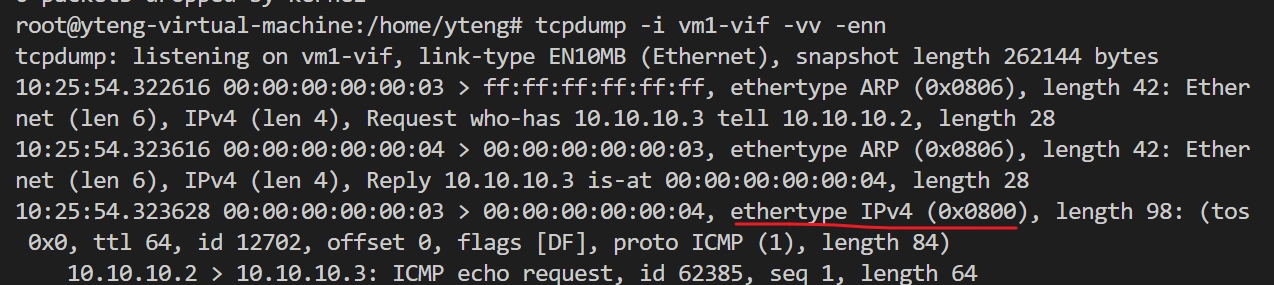 root@yteng-virtual-machine:/home/yteng# tcpdump -i vm1-vif -vv -enn
tcpdump: listening on vm1-vif, link-type EN10MB (Ethernet), snapshot length 262144 bytes
10:25:54.322616 00:00:00:00:00:03 > ff:ff:ff:ff:ff:ff, ethertype ARP (0x0806), length 42: Ether
net (len 6), IPv4 (len 4), Request who-has 10.10.10.3 tell 10.10.10.2, length 28
10:25:54.323616 00:00:00:00:00:04 > 00:00:00:00:00:03, ethertype ARP (0x0806), length 42: Ether
net (len 6), IPv4 (len 4), Reply 10.10.10.3 is-at 00:00:00:00:00:04, length 28
10:25:54.323628 00:00:00:00:00:03 > 00:00:00:00:00:04, ethertype IPv4 (0x0800), length 98: (tos
 0x0, ttl 64, id 12702, offset 0, flags [DF], proto ICMP (1), length 84)
    10.10.10.2 > 10.10.10.3: ICMP echo request, id 62385, seq 1, length 64